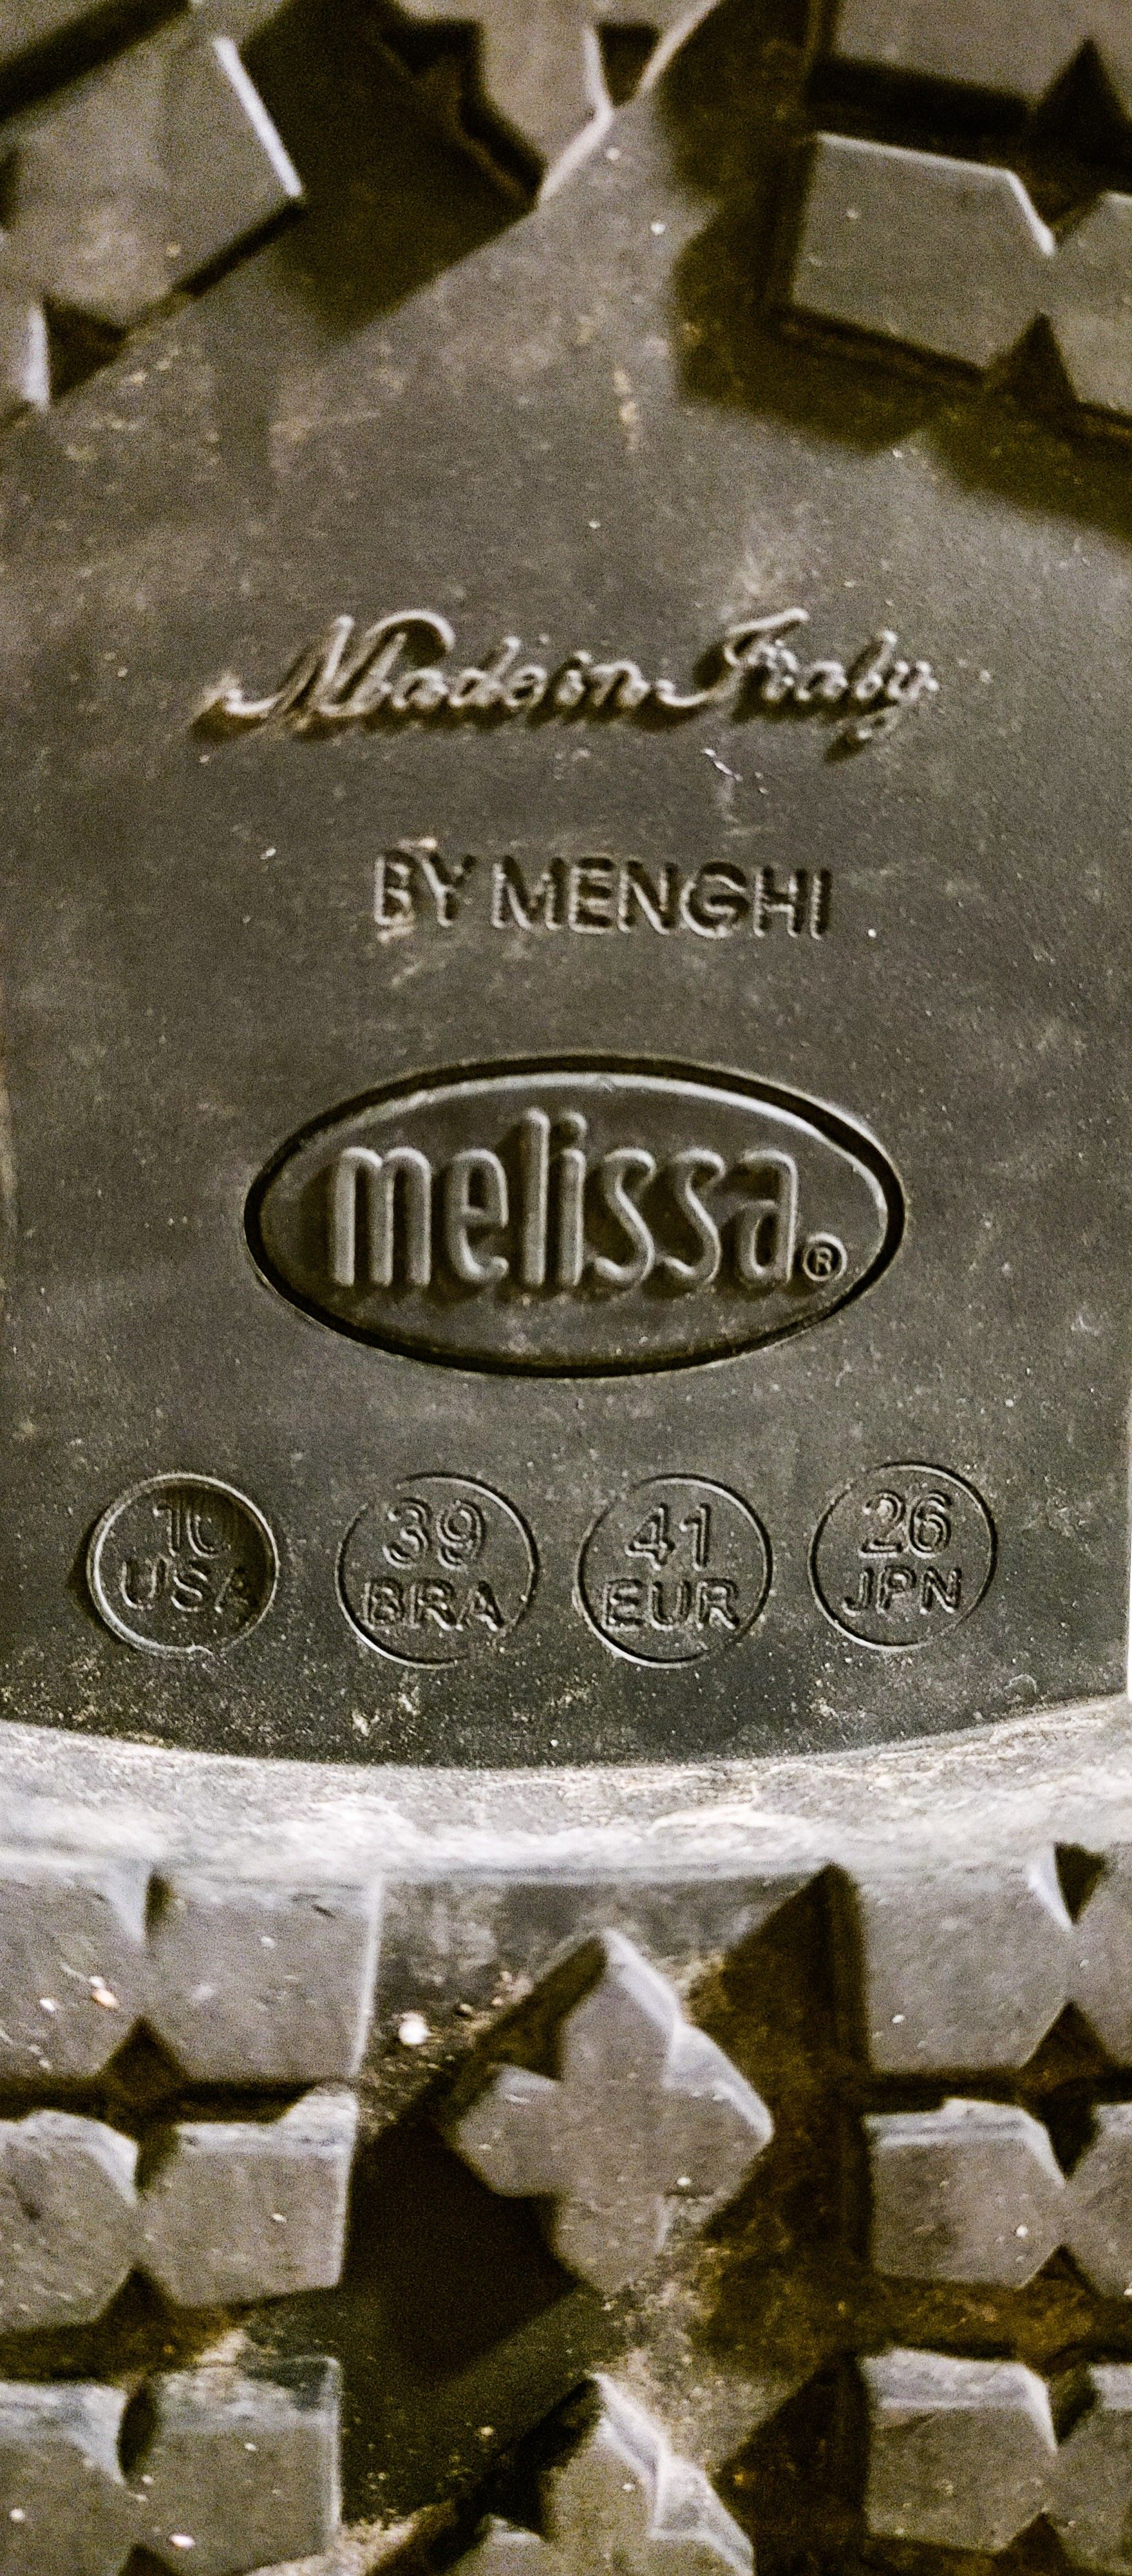 Made in Italy
BY MENGHI
melissa®
10 39 41 26
USA BRA EUR JPN